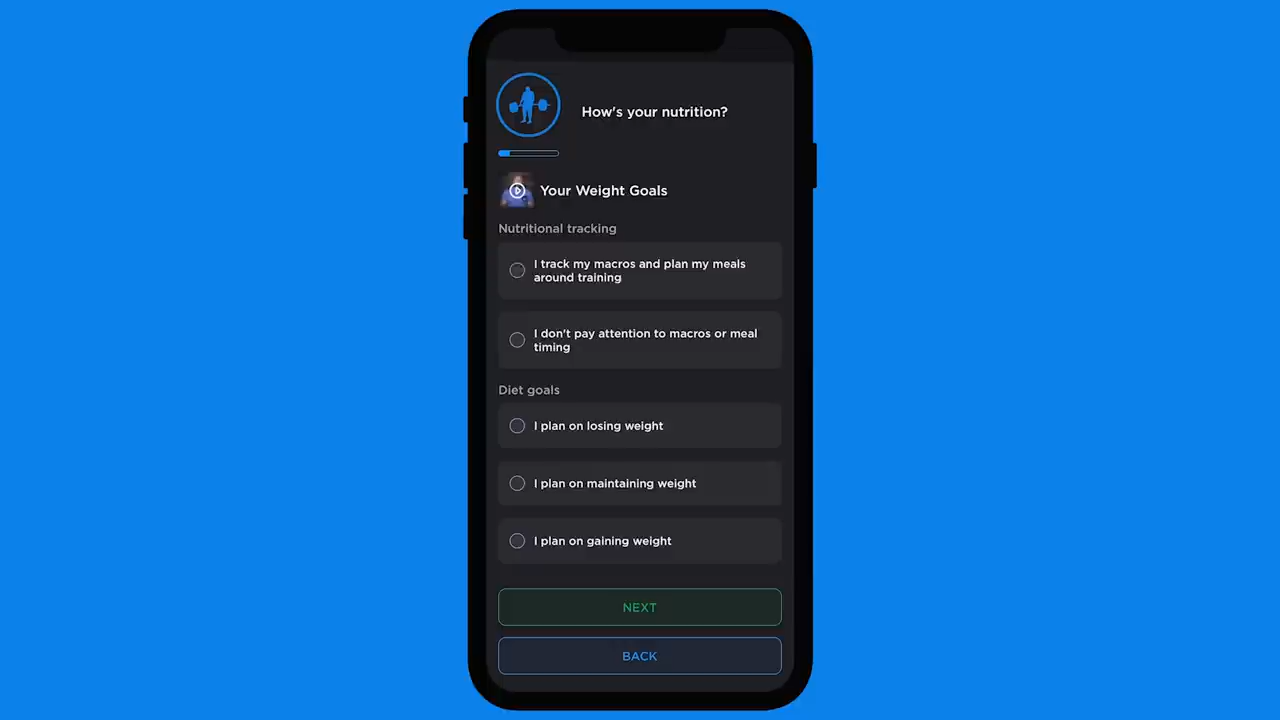 How's your nutrition?
Your Weight Goals
Nutritional tracking
I track my macros and plan my meals
around training
I don't pay attention to macros or meal
timing
Diet goals
I plan on losing weight
I plan on maintaining weight
I plan on gaining weight
NEXT
BACK